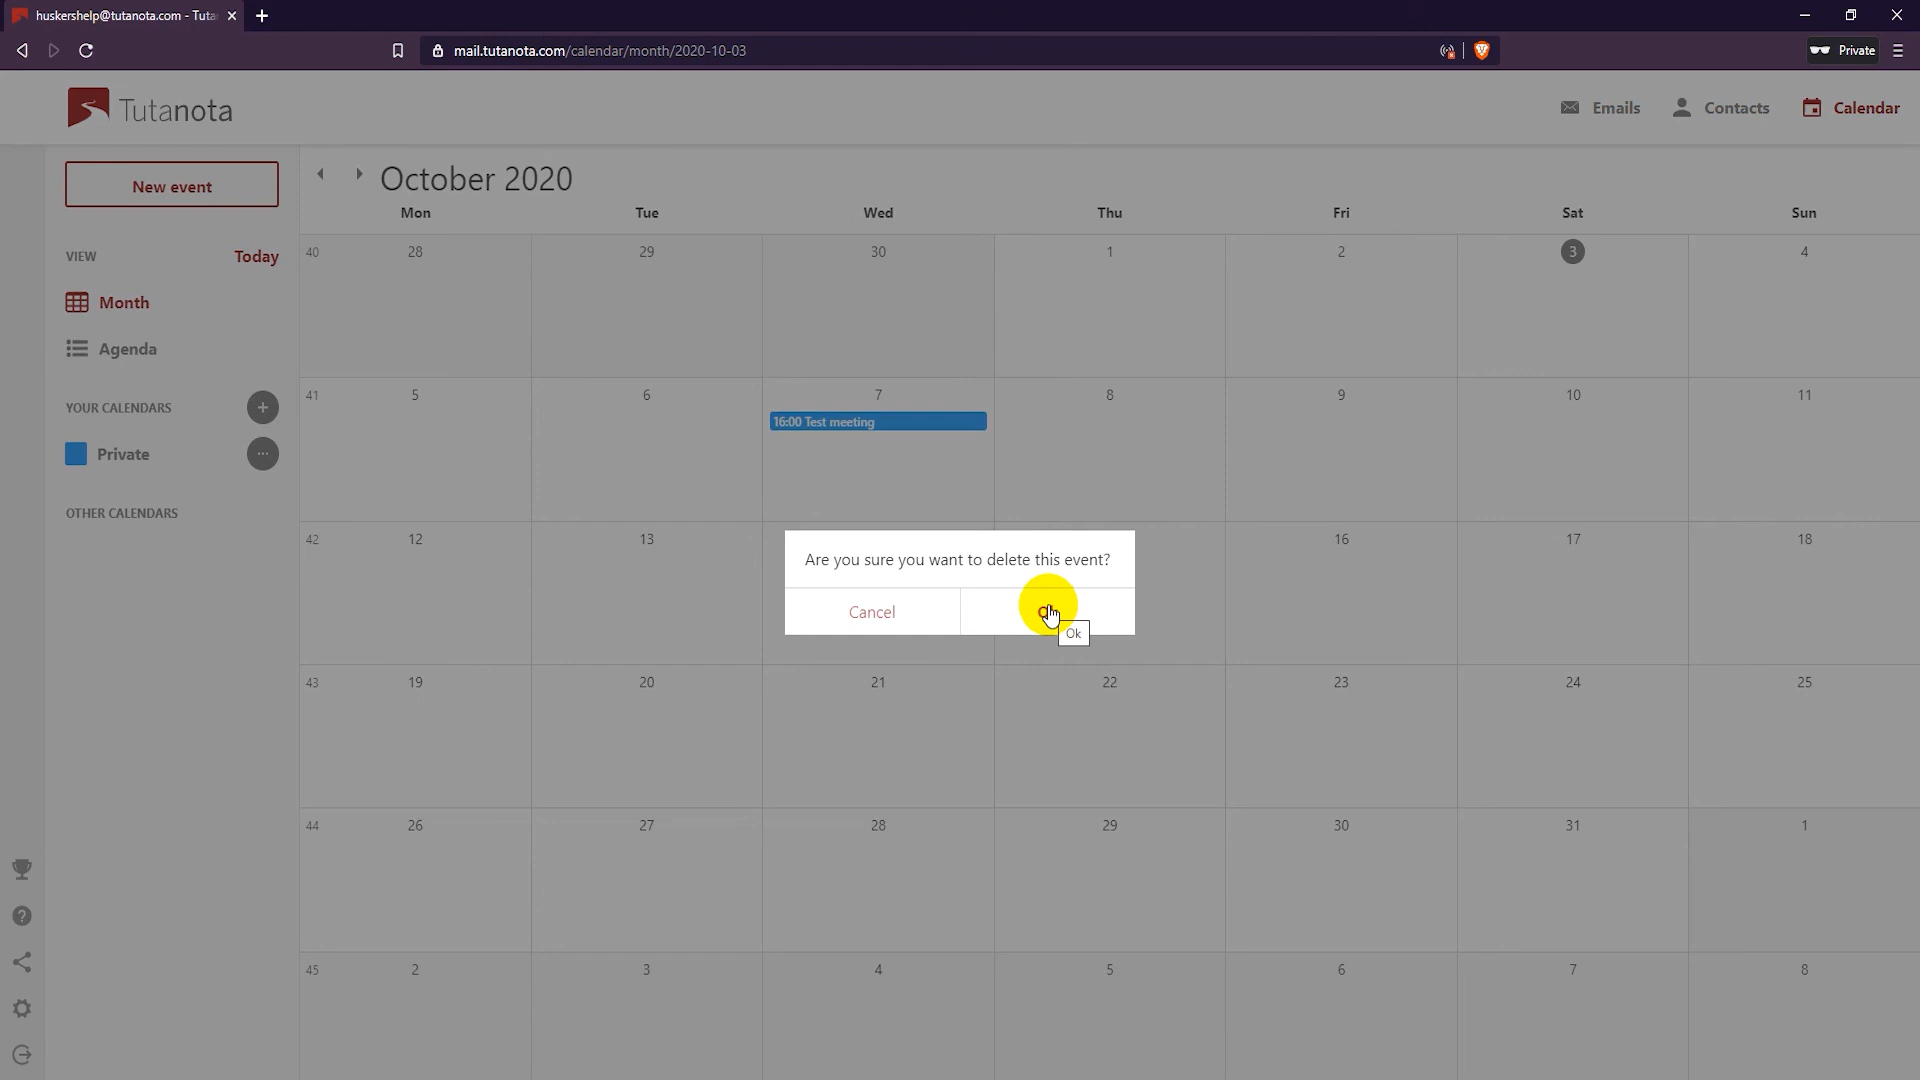 huskershelp@tutanota.com - Tuta
mail.tutanota.com/calendar/month/2020-10-03
Private
Tutanota
Emails
Contacts
Calendar
New event
October 2020
Mon
Tue
Wed
Thu
Fri
Sat
Sun
VIEW
Today
Month
Agenda
YOUR CALENDARS
Private
OTHER CALENDARS
40
28
29
30
1
2
3
4
41
5
6
7
8
9
10
11
16:00 Test meeting
42
12
13
16
17
18
Are you sure you want to delete this event?
Cancel
Ok
43
19
20
21
22
23
24
25
44
26
27
28
29
30
31
1
45
2
3
4
5
6
7
8